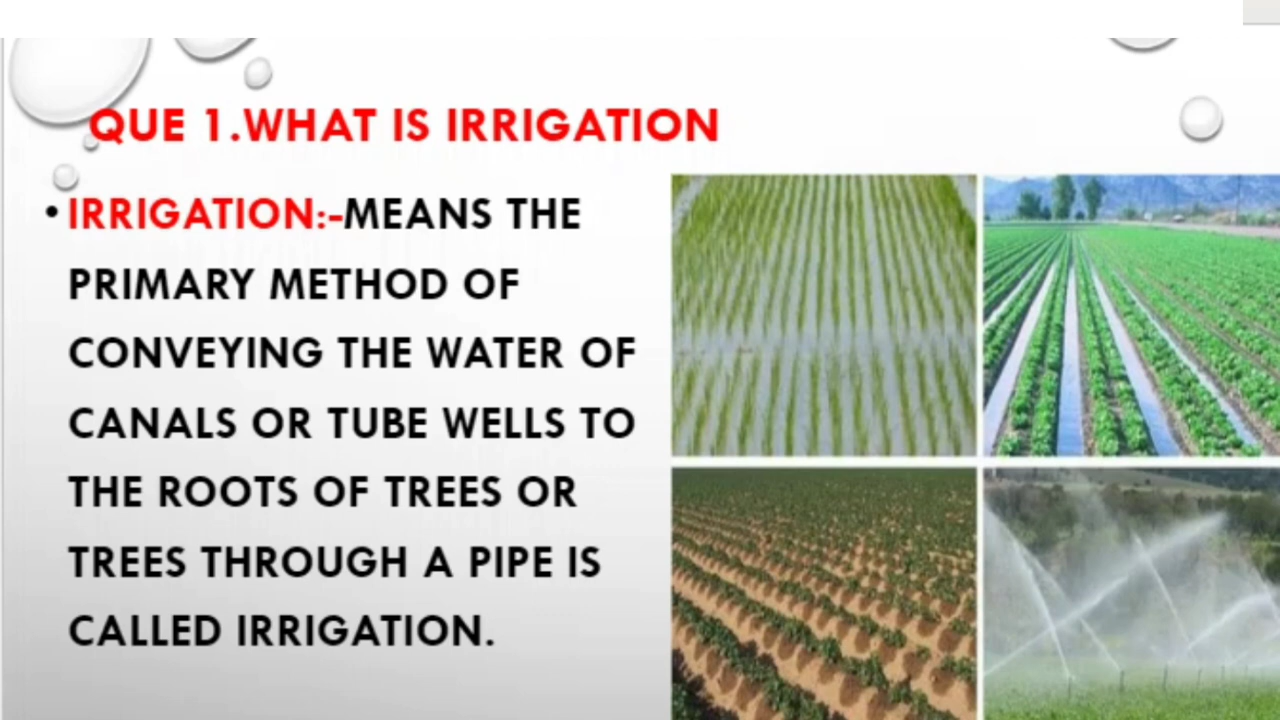 QUE 1.WHAT IS IRRIGATION
• IRRIGATION:-MEANS THE
PRIMARY METHOD OF
CONVEYING THE WATER OF
CANALS OR TUBE WELLS TO
THE ROOTS OF TREES OR
TREES THROUGH A PIPE IS
CALLED IRRIGATION.